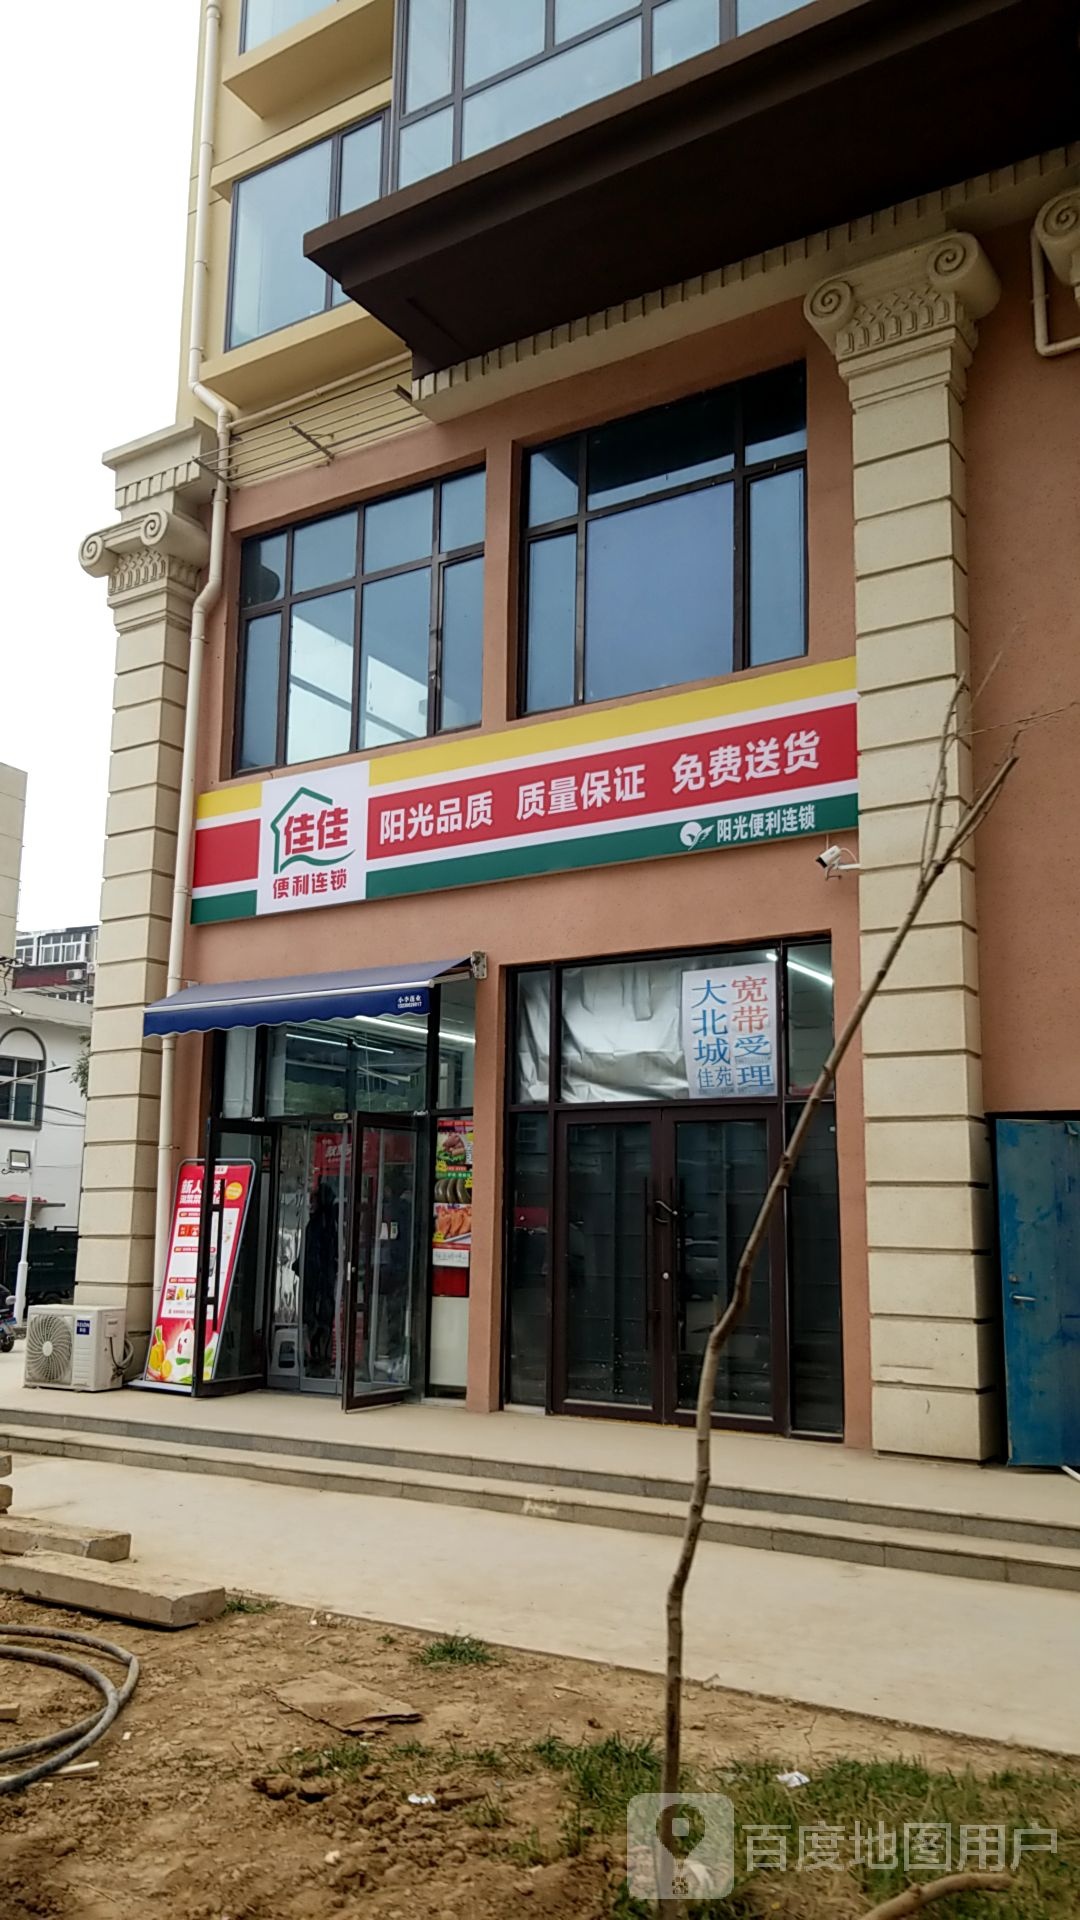 佳佳
便利连锁
阳光品质 质量保证 免费送货
阳光便利连锁
宽带受理
大北城佳苑
新人
百度地图用户